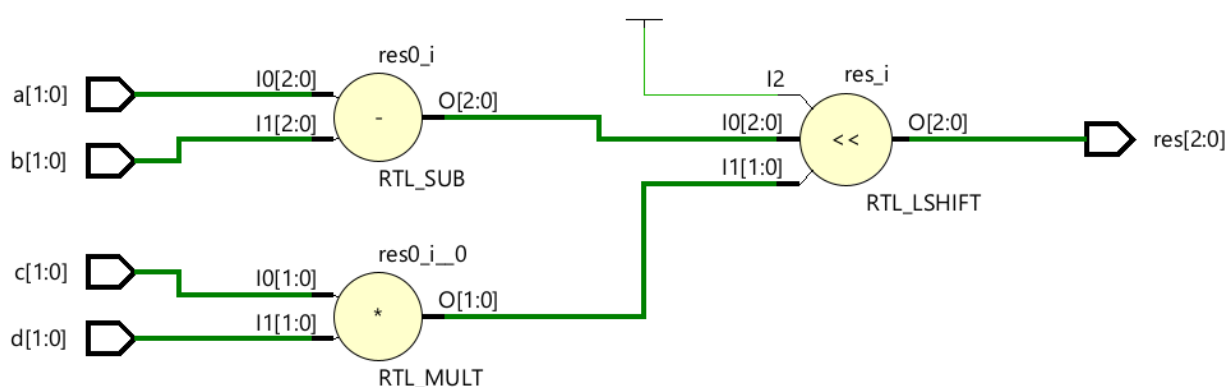 res0_i
a[1:0]
I0[2:0]
-
O[2:0]
b[1:0]
I1[2:0]
RTL_SUB
I2
res_i
I0[2:0]
<<
O[2:0]
res[2:0]
I1[1:0]
RTL_LSHIFT
c[1:0]
res0_i__0
I0[1:0]
*
O[1:0]
d[1:0]
I1[1:0]
RTL_MULT